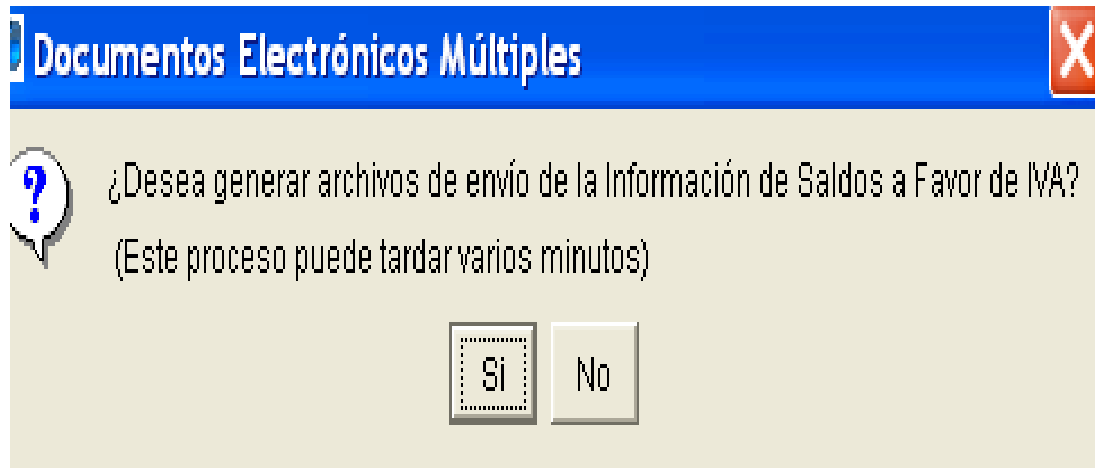 Documentos Electrónicos Múltiples
¿Desea generar archivos de envío de la Información de Saldos a Favor de IVA?
(Este proceso puede tardar varios minutos)
Si No